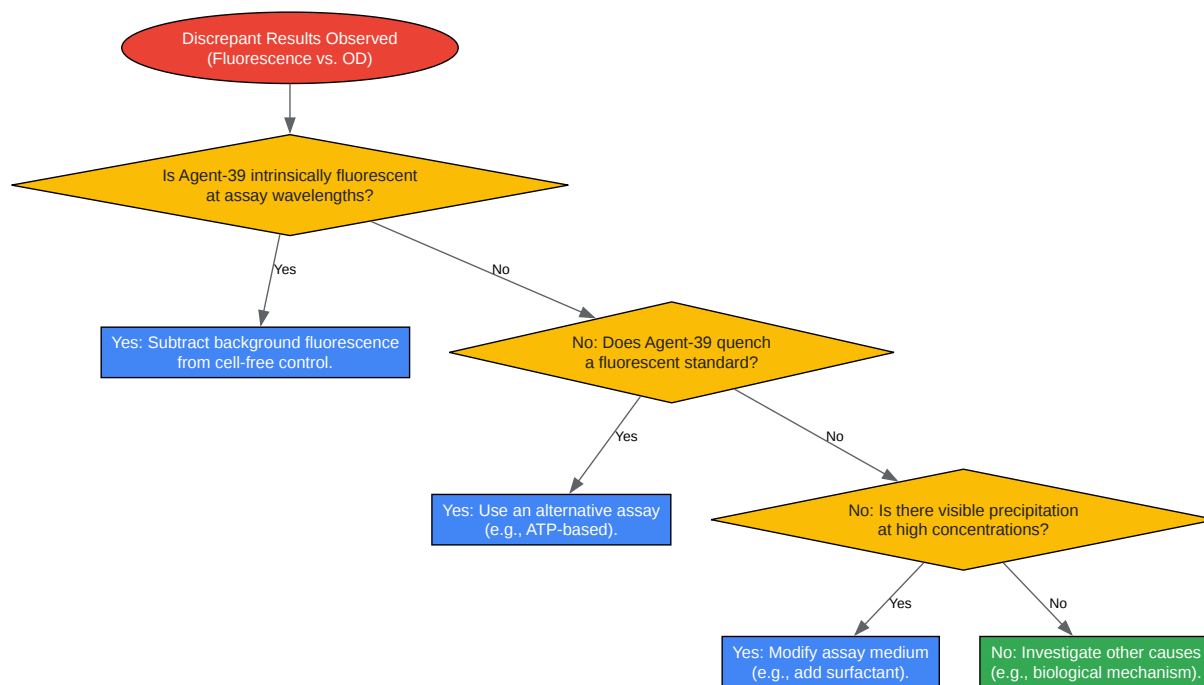 Discrepant Results Observed
(Fluorescence vs. OD)
Is Agent-39 intrinsically fluorescent
at assay wavelengths?
Yes
No
Yes: Subtract background fluorescence
from cell-free control.
No: Does Agent-39 quench
a fluorescent standard?
Yes
No
Yes: Use an alternative assay
(e.g., ATP-based).
No: Is there visible precipitation
at high concentrations?
Yes
No
Yes: Modify assay medium
(e.g., add surfactant).
No: Investigate other causes
(e.g., biological mechanism).